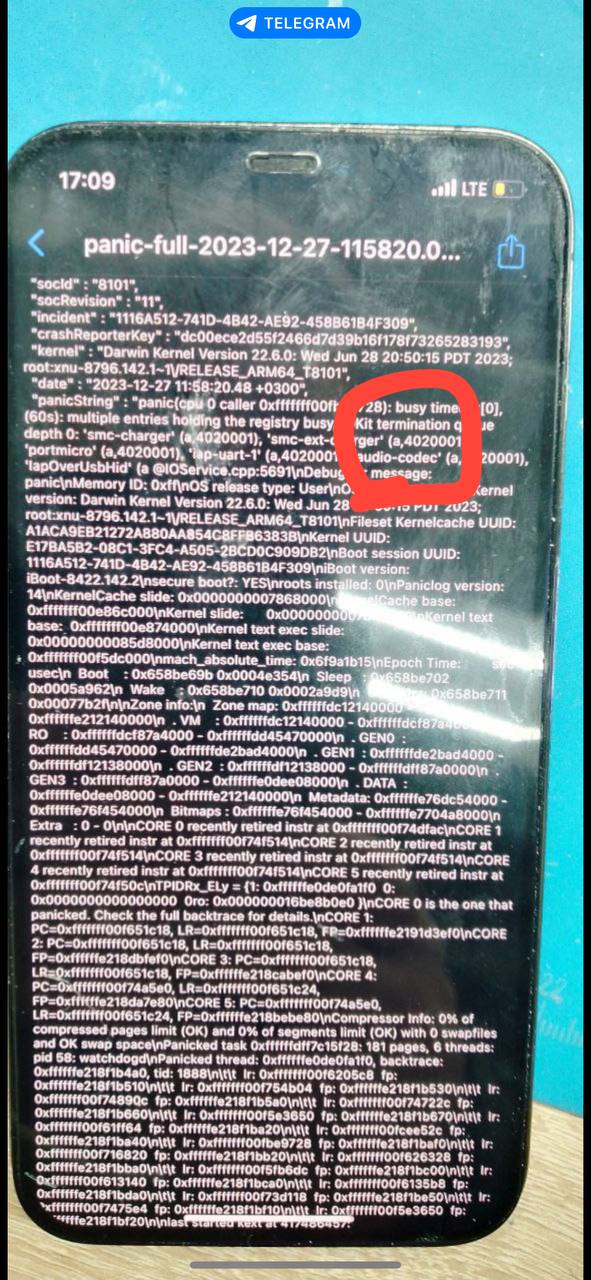 TELEGRAM
17:09
LTE
panic-full-2023-12-27-115820.0...
"socId" : "8101",
"socRevision" : "11",
"incident" : "1116A512-741D-4B42-AE92-458B61B4F309",
"crashReporterKey" : "dc00ece2d55f2466d7d39b16f178f73265283193",
"kernel" : "Darwin Kernel Version 22.6.0: Wed Jun 28 20:50:15 PDT 2023;
root:xnu-8796.142.1~1\/RELEASE_ARM64_T8101",
"date" : "2023-12-27 11:58:20.48 +0300",
"panicString" : "panic(cpu 0 caller busy [0],
(60s): multiple entries holding the registry busy, termination
depth 0: 'smc-charger' (a,4020001),
'portmicro' (a,40201), 'lap-uart-1' 'audio-codec'
'lapOverUsbHid' (a @IOService.cpp:5691\nDebugger message:
panic\nMemory ID: 0xff\nOS release type: User\n Kernel
version: Darwin Kernel Version 22.6.0: Wed Jun 28 PDT 2023;
root:xnu-8796.142.1~1\/RELEASE_ARM64_T8101\nFileset Kernelcache UUID:
A1ACA9EB21272A880AA854C8FFB6383B\nKernel UUID:
E17BA5B2-08C1-3FC4-A505-2BCD0C909DB2\nBoot session UUID:
1116A512-741D-4B42-AE92-458B61B4F309\niBoot version:
iBoot-8422.142.2\nsecure boot?: YES\nroots installed: 0\nPaniclog version:
14\nKernelCache slide: 0x0000000007868000\nKernelCache base:
0xfffffff00e86c000\nKernel slide: text
base: 0xfffffff00e874000\nKernel text exec slide:
0x00000000085d8000\nKernel text exec base:
0xfffffff00f5dc000\nmach_absolute_time: 0x6f9a1b15\nEpoch Time:
usec\n Boot : 0x658be69b 0x0004e354\n Sleep : 0x658be702
0x0005a962\n Wake : 0x658be710 0x0002a9d9\n 0x658be711
0x00077b2f\n\nZone info:\n Zone map: 0xffffffdc12140000 -
0xffffffe212140000\n . VM : 0xffffffdc12140000 -
RO : 0xffffffdcf87a4000 - 0xffffffdd45470000\n . GEN0 :
0xffffffdd45470000 - 0xffffffde2bad4000\n . GEN1 : 0xffffffde2bad4000 -
0xffffffdf12138000\n . GEN2 : 0xffffffdf12138000 - 0xffffffdff87a0000\n .
GEN3 : 0xffffffdff87a0000 - 0xffffffe0dee08000\n . DATA :
0xffffffe0dee08000 - 0xffffffe212140000\n Metadata: 0xffffffe76dc54000 -
0xffffffe76f454000\n Bitmaps : 0xffffffe76f454000 - 0xffffffe7704a8000\n
Extra : 0 - 0\n\nCORE 0 recently retired instr at 0xfffffff00f74dfac\nCORE 1
recently retired instr at 0xfffffff00f74f514\nCORE 2 recently retired instr at
0xfffffff00f74f514\nCORE 3 recently retired instr at 0xfffffff00f74f514\nCORE
4 recently retired instr at 0xfffffff00f74f514\nCORE 5 recently retired instr at
0xfffffff00f74f50c\nTPIDRx_ELy = {1: 0xffffffe0de0fa1f0 0:
0x0000000000000000 0ro: 0x000000016be8b0e0 }\nCORE 0 is the one that
panicked. Check the full backtrace for details.\nCORE 1:
PC=0xfffffff00f651c18, LR=0xfffffff00f651c18, FP=0xffffffe2191d3ef0\nCORE
2: PC=0xfffffff00f651c18, LR=0xfffffff00f651c18,
FP=0xffffffe218dbfef0\nCORE 3: PC=0xfffffff00f651c18,
LR=0xfffffff00f651c18, FP=0xffffffe218cabef0\nCORE 4:
PC=0xfffffff00f74a5e0, LR=0xfffffff00f651c24,
FP=0xffffffe218da7e80\nCORE 5: PC=0xfffffff00f74a5e0,
LR=0xfffffff00f651c24, FP=0xffffffe218bebe80\nCompressor Info: 0% of
compressed pages limit (OK) and 0% of segments limit (OK) with 0 swapfiles
and OK swap space\nPanicked task 0xffffffdff7c15f28: 181 pages, 6 threads:
pid 58: watchdogd\nPanicked thread: 0xffffffe0de0fa1f0, backtrace:
0xffffffe218f1b4a0, tid: 1888\n\t\t lr: 0xfffffff00f6205c8 fp:
0xffffffe218f1b510\n\t\t lr: 0xfffffff00f754b04 fp: 0xffffffe218f1b530\n\t\t lr:
0xfffffff00f74890c fp: 0xffffffe218f1b5a0\n\t\t lr: 0xfffffff00f74722c fp:
0xffffffe218f1b660\n\t\t lr: 0xfffffff00f5e3650 fp: 0xffffffe218f1b670\n\t\t lr:
0xfffffff00f61ff64 fp: 0xffffffe218f1ba20\n\t\t lr: 0xfffffff00fcee52c fp:
0xffffffe218f1ba40\n\t\t lr: 0xfffffff00fbe9728 fp: 0xffffffe218f1baf0\n\t\t lr:
0xfffffff00f716820 fp: 0xffffffe218f1bb20\n\t\t lr: 0xfffffff00f626328 fp:
0xffffffe218f1bba0\n\t\t lr: 0xfffffff00f5fb6dc fp: 0xffffffe218f1bc00\n\t\t lr:
0xfffffff00f613140 fp: 0xffffffe218f1bca0\n\t\t lr: 0xfffffff00f6135b8 fp:
0xffffffe218f1bda0\n\t\t lr: 0xfffffff00f73d118 fp: 0xffffffe218f1be50\n\t\t lr:
0xfffffff00f7475e4 fp: 0xffffffe218f1bf10\n\t\t lr: 0xfffffff00f5e3650 fp:
0xffffffe218f1bf20\n\nlast started kext at 417486457: